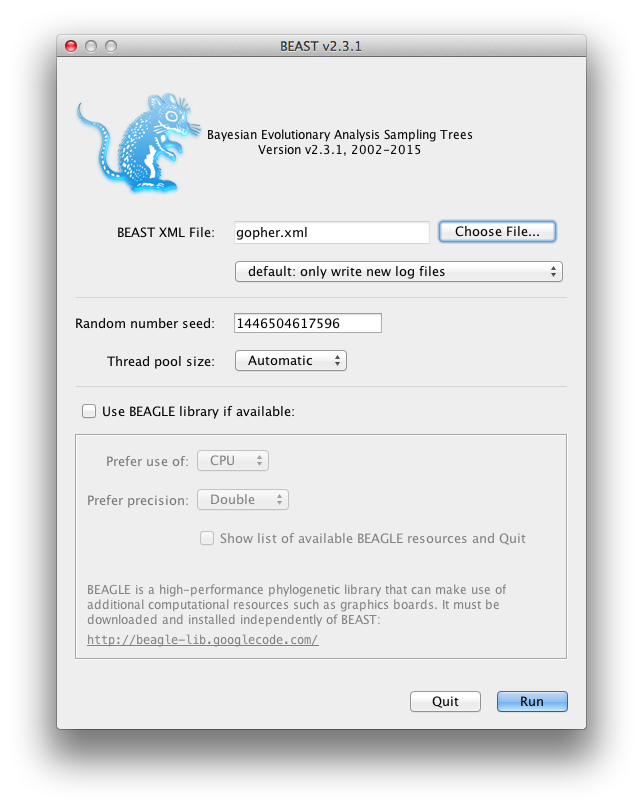 BEAST v2.3.1
Bayesian Evolutionary Analysis Sampling Trees
Version v2.3.1, 2002-2015
BEAST XML File: gopher.xml Choose File...
default: only write new log files
Random number seed: 1446504617596
Thread pool size: Automatic
Use BEAGLE library if available:
Prefer use of: CPU
Prefer precision: Double
Show list of available BEAGLE resources and Quit
BEAGLE is a high-performance phylogenetic library that can make use of
additional computational resources such as graphics boards. It must be
downloaded and installed independently of BEAST:
http://beagle-lib.googlecode.com/
Quit Run